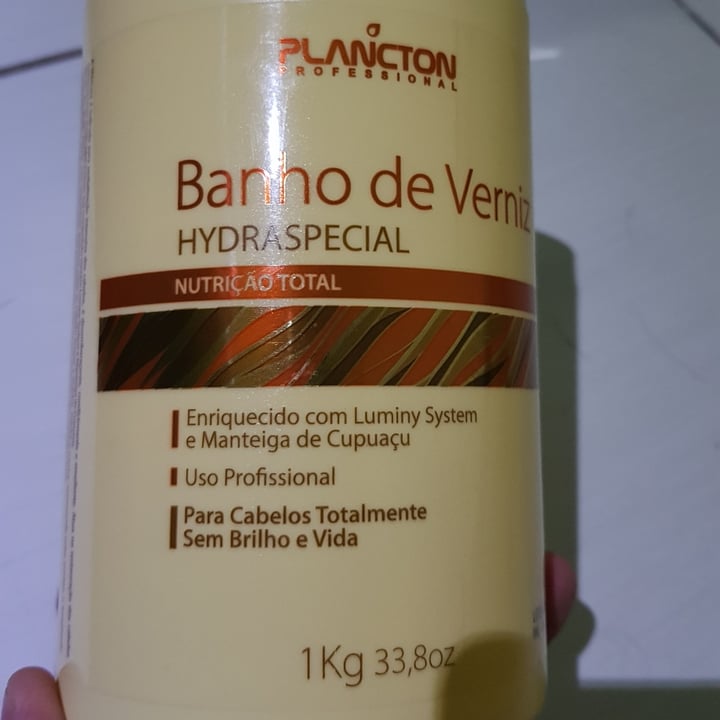 PLANCTON
PROFESSIONAL
Banho de Verniz
HYDRASPECIAL
NUTRIÇÃO TOTAL
Enriquecido com Luminy System
e Manteiga de Cupuaçu
Uso Profissional
Para Cabelos Totalmente
Sem Brilho e Vida
1Kg 33,8oz